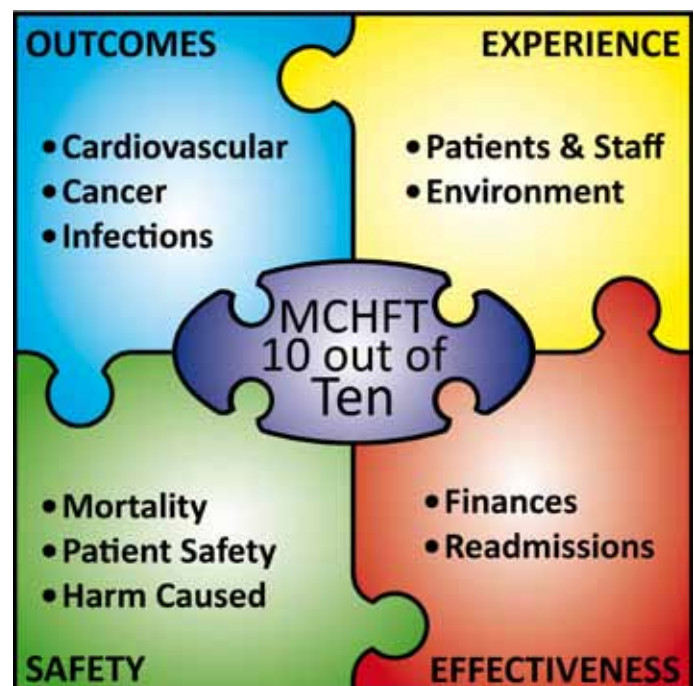 OUTCOMES
• Cardiovascular
• Cancer
• Infections
EXPERIENCE
• Patients & Staff
• Environment
MCHFT
10 out of
Ten
• Mortality
• Patient Safety
• Harm Caused
SAFETY
• Finances
• Readmissions
EFFECTIVENESS